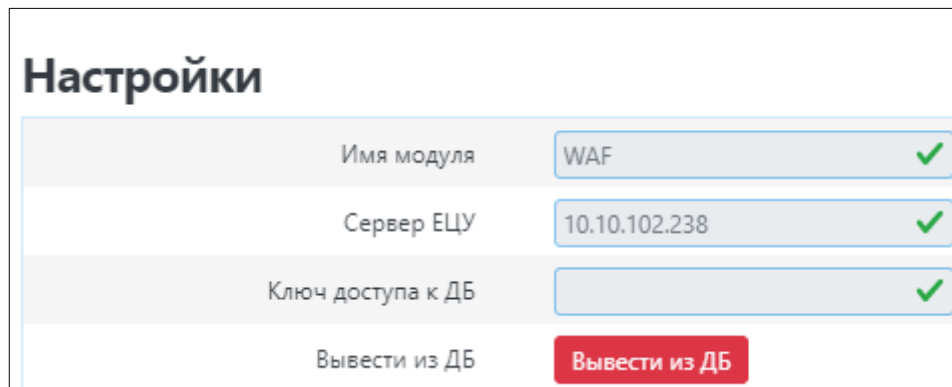 Настройки
Имя модуля WAF
Сервер ЕЦУ 10.10.102.238
Ключ доступа к ДБ
Вывести из ДБ Вывести из ДБ